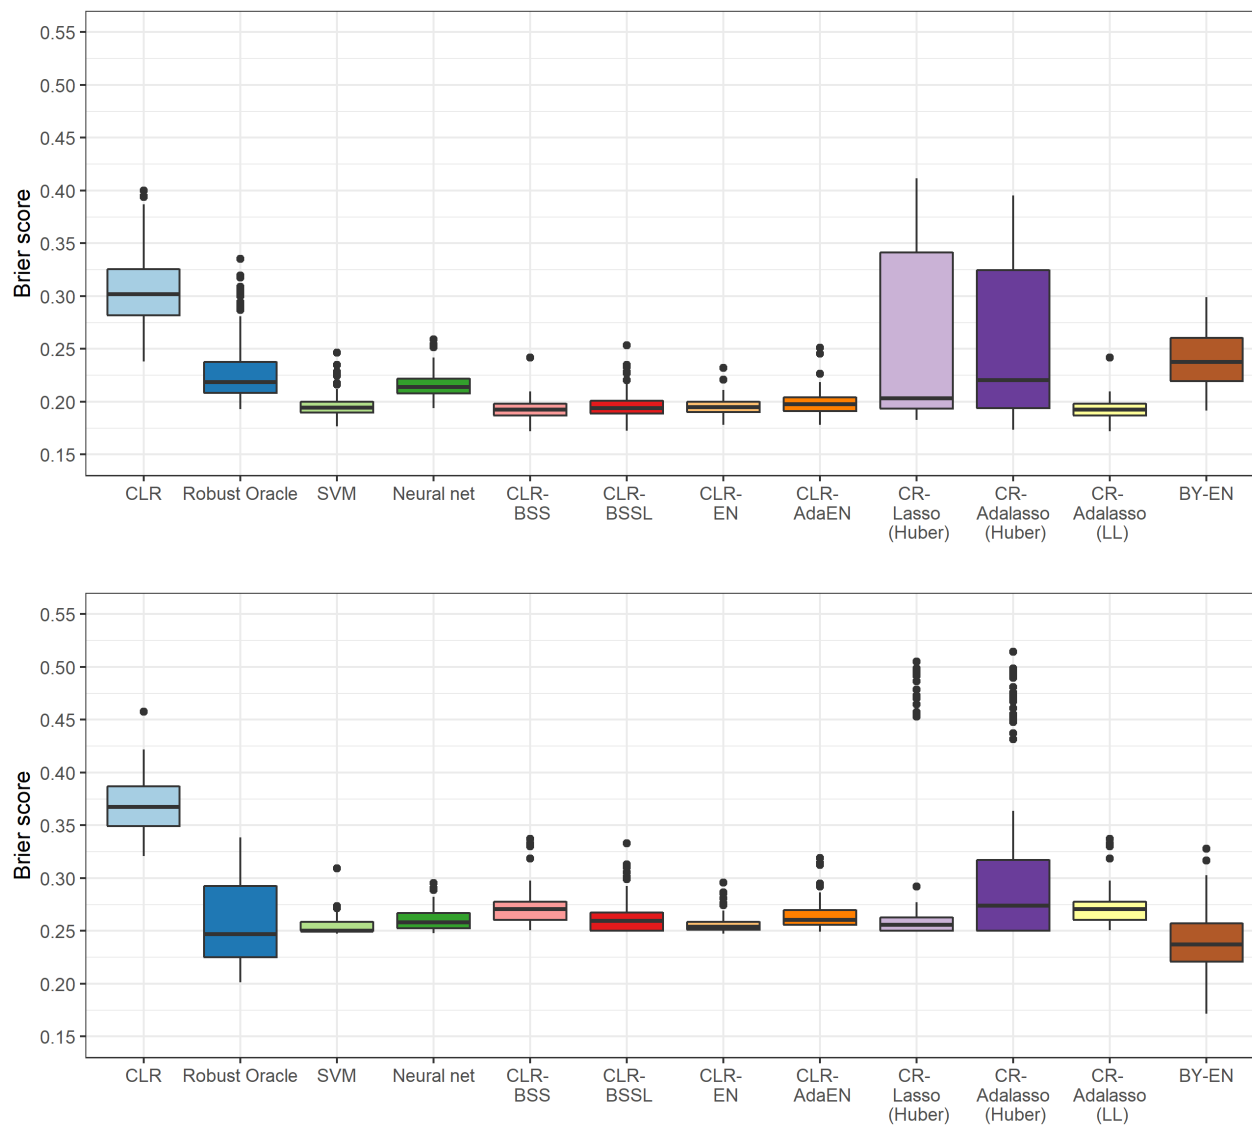 0.55
0.50
0.45
0.40
0.35
0.30
0.25
0.20
0.15
Brier score
CLR
Robust Oracle
SVM
Neural net
CLR-
BSS
CLR-
BSSL
CLR-
EN
CLR-
AdaEN
CR-
Lasso
(Huber)
CR-
Adalasso
(Huber)
CR-
Adalasso
(LL)
BY-EN
0.55
0.50
0.45
0.40
0.35
0.30
0.25
0.20
0.15
Brier score
CLR
Robust Oracle
SVM
Neural net
CLR-
BSS
CLR-
BSSL
CLR-
EN
CLR-
AdaEN
CR-
Lasso
(Huber)
CR-
Adalasso
(Huber)
CR-
Adalasso
(LL)
BY-EN